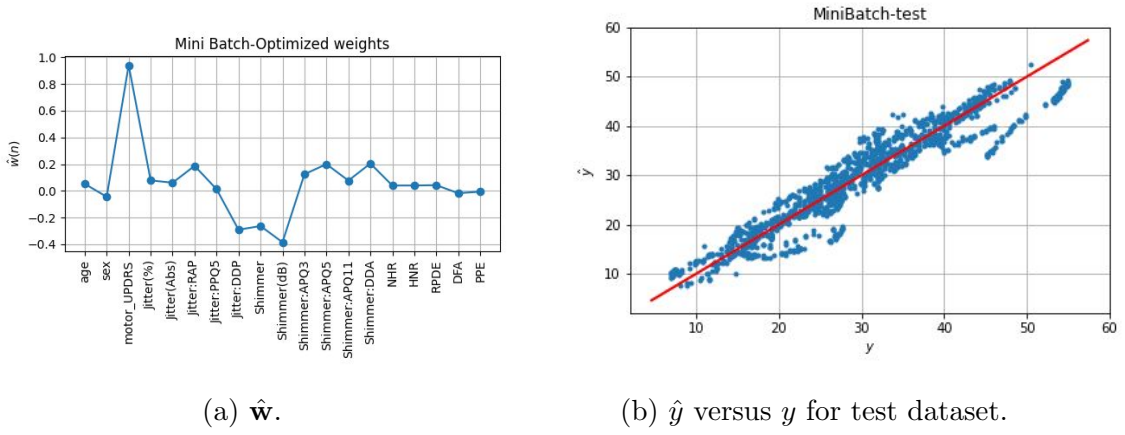 Mini Batch-Optimized weights
1.0
0.8
0.6
0.4
0.2
0.0
−0.2
−0.4
ŵ(n)
age
sex
motor_UPDRS
Jitter(%)
Jitter(Abs)
Jitter:RAP
Jitter:PPQ5
Jitter:DDP
Shimmer
Shimmer(dB)
Shimmer:APQ3
Shimmer:APQ5
Shimmer:APQ11
Shimmer:DDA
NHR
HNR
RPDE
DFA
PPE
(a) ŵ.
MiniBatch-test
60
50
40
30
20
10
ŷ
10 20 30 40 50 60
y
(b) ŷ versus y for test dataset.